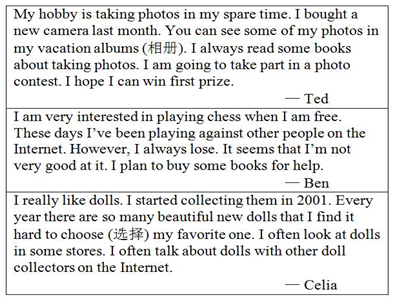 My hobby is taking photos in my spare time. I bought a
new camera last month. You can see some of my photos in
my vacation albums (相册). I always read some books
about taking photos. I am going to take part in a photo
contest. I hope I can win first prize.
— Ted
I am very interested in playing chess when I am free.
These days I've been playing against other people on the
Internet. However, I always lose. It seems that I'm not
very good at it. I plan to buy some books for help.
— Ben
I really like dolls. I started collecting them in 2001. Every
year there are so many beautiful new dolls that I find it
hard to choose (选择) my favorite one. I often look at dolls
in some stores. I often talk about dolls with other doll
collectors on the Internet.
— Celia